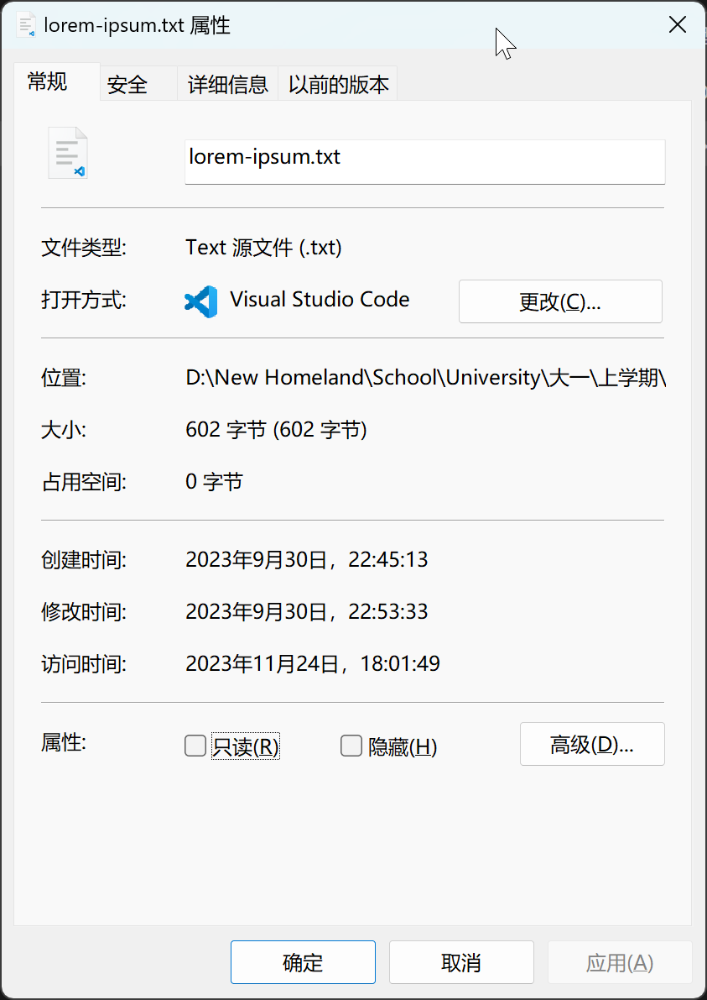 lorem-ipsum.txt 属性
常规 安全 详细信息 以前的版本
lorem-ipsum.txt
文件类型: Text 源文件 (.txt)
打开方式: Visual Studio Code 更改(C)...
位置: D:\New Homeland\School\University\大一\上学期\
大小: 602 字节 (602 字节)
占用空间: 0 字节
创建时间: 2023年9月30日，22:45:13
修改时间: 2023年9月30日，22:53:33
访问时间: 2023年11月24日，18:01:49
属性: 只读(R) 隐藏(H) 高级(D)...
确定 取消 应用(A)